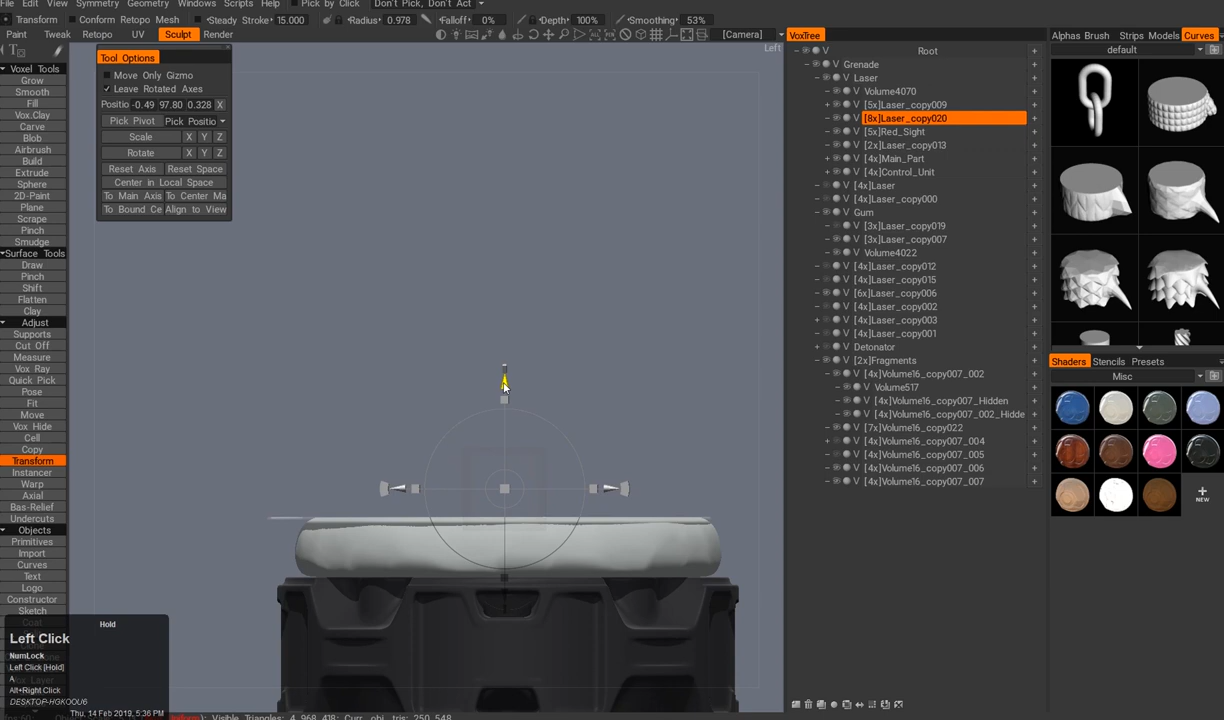 File Edit View Symmetry Geometry Windows Scripts Help Pick by Click Don't Pick, Don't Act
Transform Conform Retopo Mesh Steady Stroke 15.000 Radius 0.978 Falloff 0% Depth 100% Smoothing 53%
Paint Tweak Retopo UV Sculpt Render [Camera] VoxTree Alphas Brush Strips Models Curves
Left
Root
default
Tool Options
Move Only Gizmo
Leave Rotated Axes
Positio -0.49 97.80 0.328 X
Pick Pivot Pick Positio
Scale X Y Z
Rotate X Y Z
Reset Axis Reset Space
Center in Local Space
To Main Axis To Center Ma
To Bound Ce Align to View
Voxel Tools
Grow
Smooth
Fill
Vox.Clay
Carve
Blob
Airbrush
Build
Extrude
Sphere
2D-Paint
Plane
Scrape
Pinch
Smudge
Surface Tools
Draw
Pinch
Shift
Flatten
Clay
Adjust
Supports
Cut Off
Measure
Vox Ray
Quick Pick
Pose
Fit
Move
Vox Hide
Cell
Copy
Transform
Instancer
Warp
Axial
Bas-Relief
Undercuts
Objects
Primitives
Import
Curves
Text
Logo
Constructor
Sketch
V Grenade
V Laser
V Volume4070
V [5x]Laser_copy009
V [8x]Laser_copy020
V [5x]Red_Sight
V [2x]Laser_copy013
V [4x]Main_Part
V [4x]Control_Unit
V [4x]Laser
V [4x]Laser_copy000
V Gum
V [3x]Laser_copy019
V [3x]Laser_copy007
V Volume4022
V [4x]Laser_copy012
V [4x]Laser_copy015
V [6x]Laser_copy006
V [4x]Laser_copy002
V [4x]Laser_copy003
V [4x]Laser_copy001
V Detonator
V [2x]Fragments
V [4x]Volume16_copy007_002
V Volume517
V [4x]Volume16_copy007_Hidden
V [4x]Volume16_copy007_002_Hidde
V [7x]Volume16_copy022
V [4x]Volume16_copy007_004
V [4x]Volume16_copy007_005
V [4x]Volume16_copy007_006
V [4x]Volume16_copy007_007
Shaders Stencils Presets
Misc
NEW
Hold
Left Click
NumLock
Left Click [Hold]
A
Alt+Right Click
DESKTOP-HGKOOU6
Thu, 14 Feb 2019, 5:36 PM
Visible Triangles: 4 968 418; Curr. obj. tris: 250 548